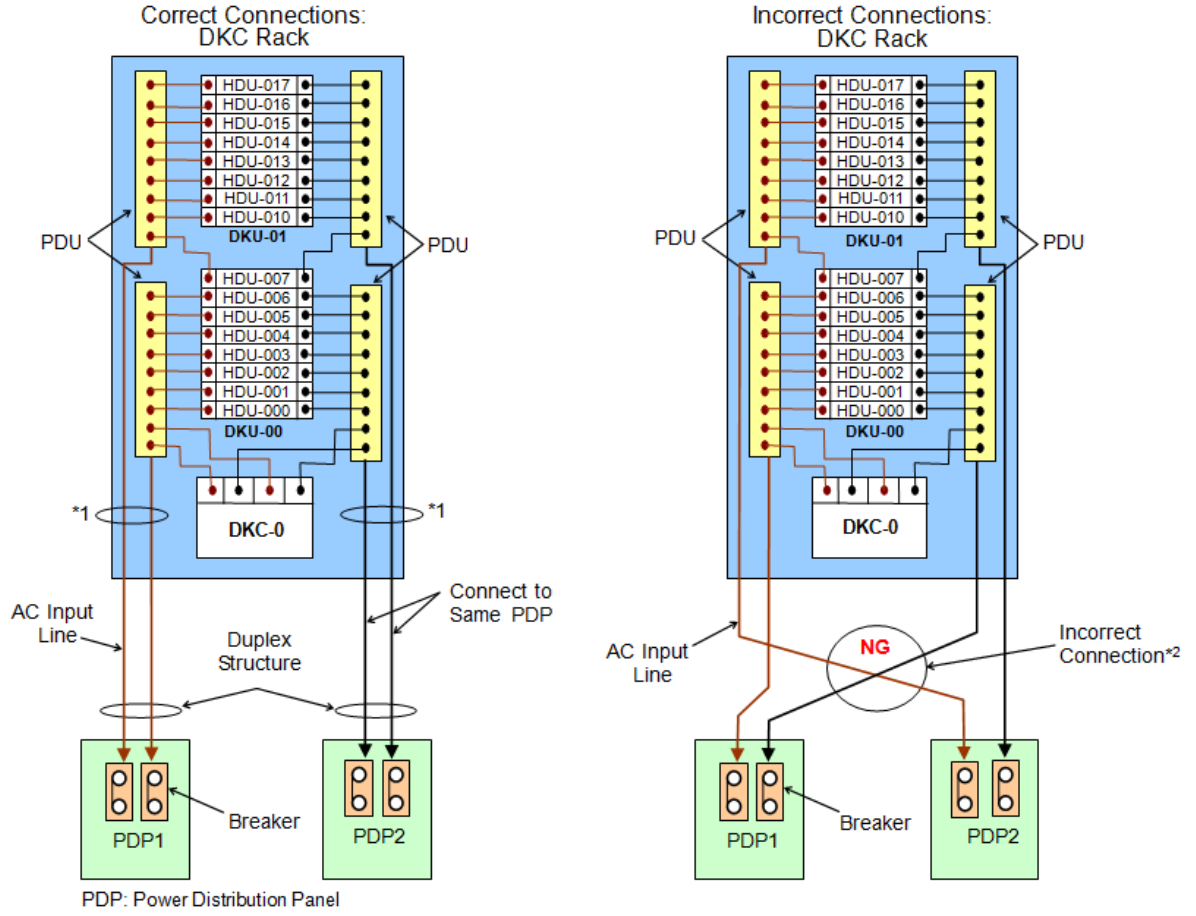 Correct Connections:
DKC Rack
HDU-017
HDU-016
HDU-015
HDU-014
HDU-013
HDU-012
HDU-011
HDU-010
DKU-01
PDU
PDU
HDU-007
HDU-006
HDU-005
HDU-004
HDU-003
HDU-002
HDU-001
HDU-000
DKU-00
*1
*1
DKC-0
AC Input
Line
Connect to
Same PDP
Duplex
Structure
Breaker
PDP1
PDP2
PDP: Power Distribution Panel
Incorrect Connections:
DKC Rack
HDU-017
HDU-016
HDU-015
HDU-014
HDU-013
HDU-012
HDU-011
HDU-010
DKU-01
PDU
PDU
HDU-007
HDU-006
HDU-005
HDU-004
HDU-003
HDU-002
HDU-001
HDU-000
DKU-00
DKC-0
AC Input
Line
NG
Incorrect
Connection*2
Breaker
PDP1
PDP2